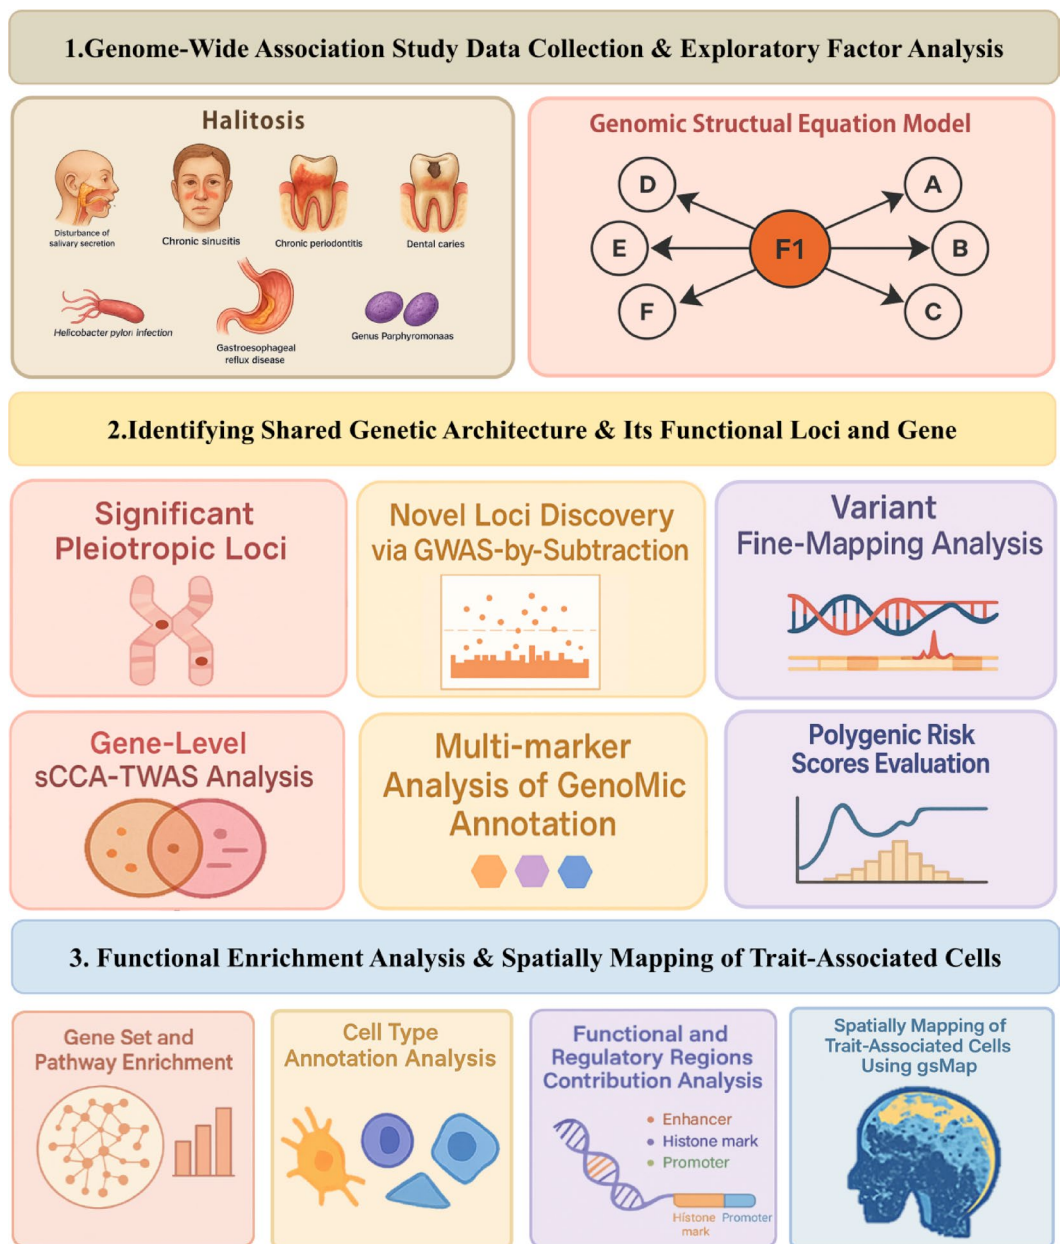 1.Genome-Wide Association Study Data Collection & Exploratory Factor Analysis
Halitosis
Disturbance of
salivary secretion
Chronic sinusitis
Chronic periodontitis
Dental caries
Helicobacter pylori infection
Gastroesophageal
reflux disease
Genus Parphyromonaas
Genomic Structual Equation Model
D
A
E
F1
B
F
C
2.Identifying Shared Genetic Architecture & Its Functional Loci and Gene
Significant
Pleiotropic Loci
Novel Loci Discovery
via GWAS-by-Subtraction
Variant
Fine-Mapping Analysis
Gene-Level
sCCA-TWAS Analysis
Multi-marker
Analysis of GenoMic
Annotation
Polygenic Risk
Scores Evaluation
3. Functional Enrichment Analysis & Spatially Mapping of Trait-Associated Cells
Gene Set and
Pathway Enrichment
Cell Type
Annotation Analysis
Functional and
Regulatory Regions
Contribution Analysis
• Enhancer
• Histone mark
• Promoter
Histone
mark
Promoter
Spatially Mapping of
Trait-Associated Cells
Using gsMap